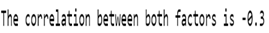 The correlation between both factors is -0.3